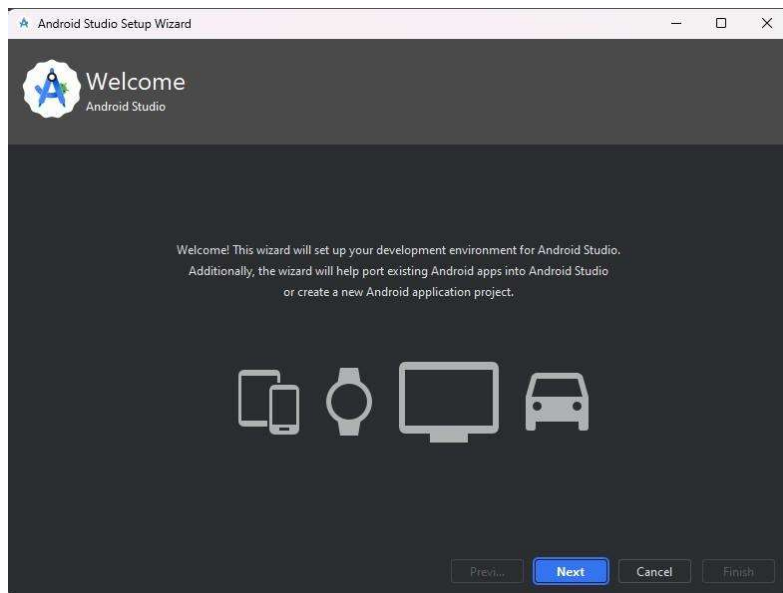 Android Studio Setup Wizard
Welcome
Android Studio
Welcome! This wizard will set up your development environment for Android Studio.
Additionally, the wizard will help port existing Android apps into Android Studio
or create a new Android application project.
Previ... Next Cancel Finish